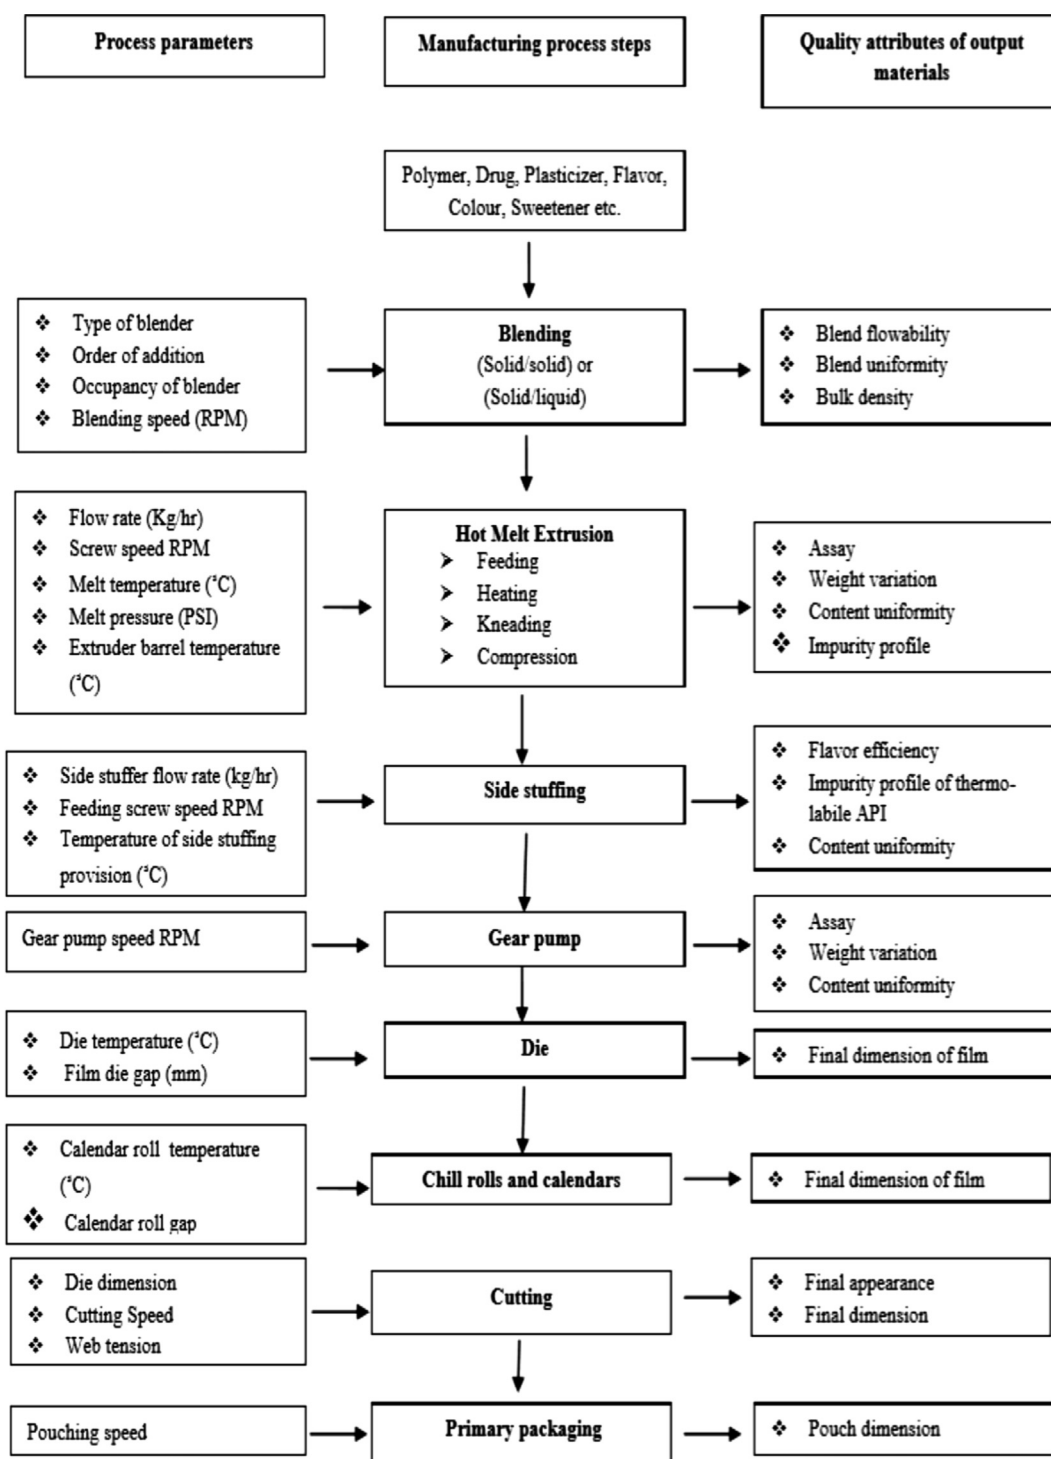 Process parameters
Manufacturing process steps
Quality attributes of output
materials
Polymer, Drug, Plasticizer, Flavor,
Colour, Sweetener etc.
❖ Type of blender
❖ Order of addition
❖ Occupancy of blender
❖ Blending speed (RPM)
Blending
(Solid/solid) or
(Solid/liquid)
❖ Blend flowability
❖ Blend uniformity
❖ Bulk density
❖ Flow rate (Kg/hr)
❖ Screw speed RPM
❖ Melt temperature (°C)
❖ Melt pressure (PSI)
❖ Extruder barrel temperature
(°C)
Hot Melt Extrusion
➤ Feeding
➤ Heating
➤ Kneading
➤ Compression
❖ Assay
❖ Weight variation
❖ Content uniformity
❖ Impurity profile
❖ Side stuffer flow rate (kg/hr)
❖ Feeding screw speed RPM
❖ Temperature of side stuffing
provision (°C)
Side stuffing
❖ Flavor efficiency
❖ Impurity profile of thermo-
labile API
❖ Content uniformity
Gear pump speed RPM
Gear pump
❖ Assay
❖ Weight variation
❖ Content uniformity
❖ Die temperature (°C)
❖ Film die gap (mm)
Die
❖ Final dimension of film
❖ Calendar roll temperature
(°C)
❖ Calendar roll gap
Chill rolls and calendars
❖ Final dimension of film
❖ Die dimension
❖ Cutting Speed
❖ Web tension
Cutting
❖ Final appearance
❖ Final dimension
Pouching speed
Primary packaging
❖ Pouch dimension